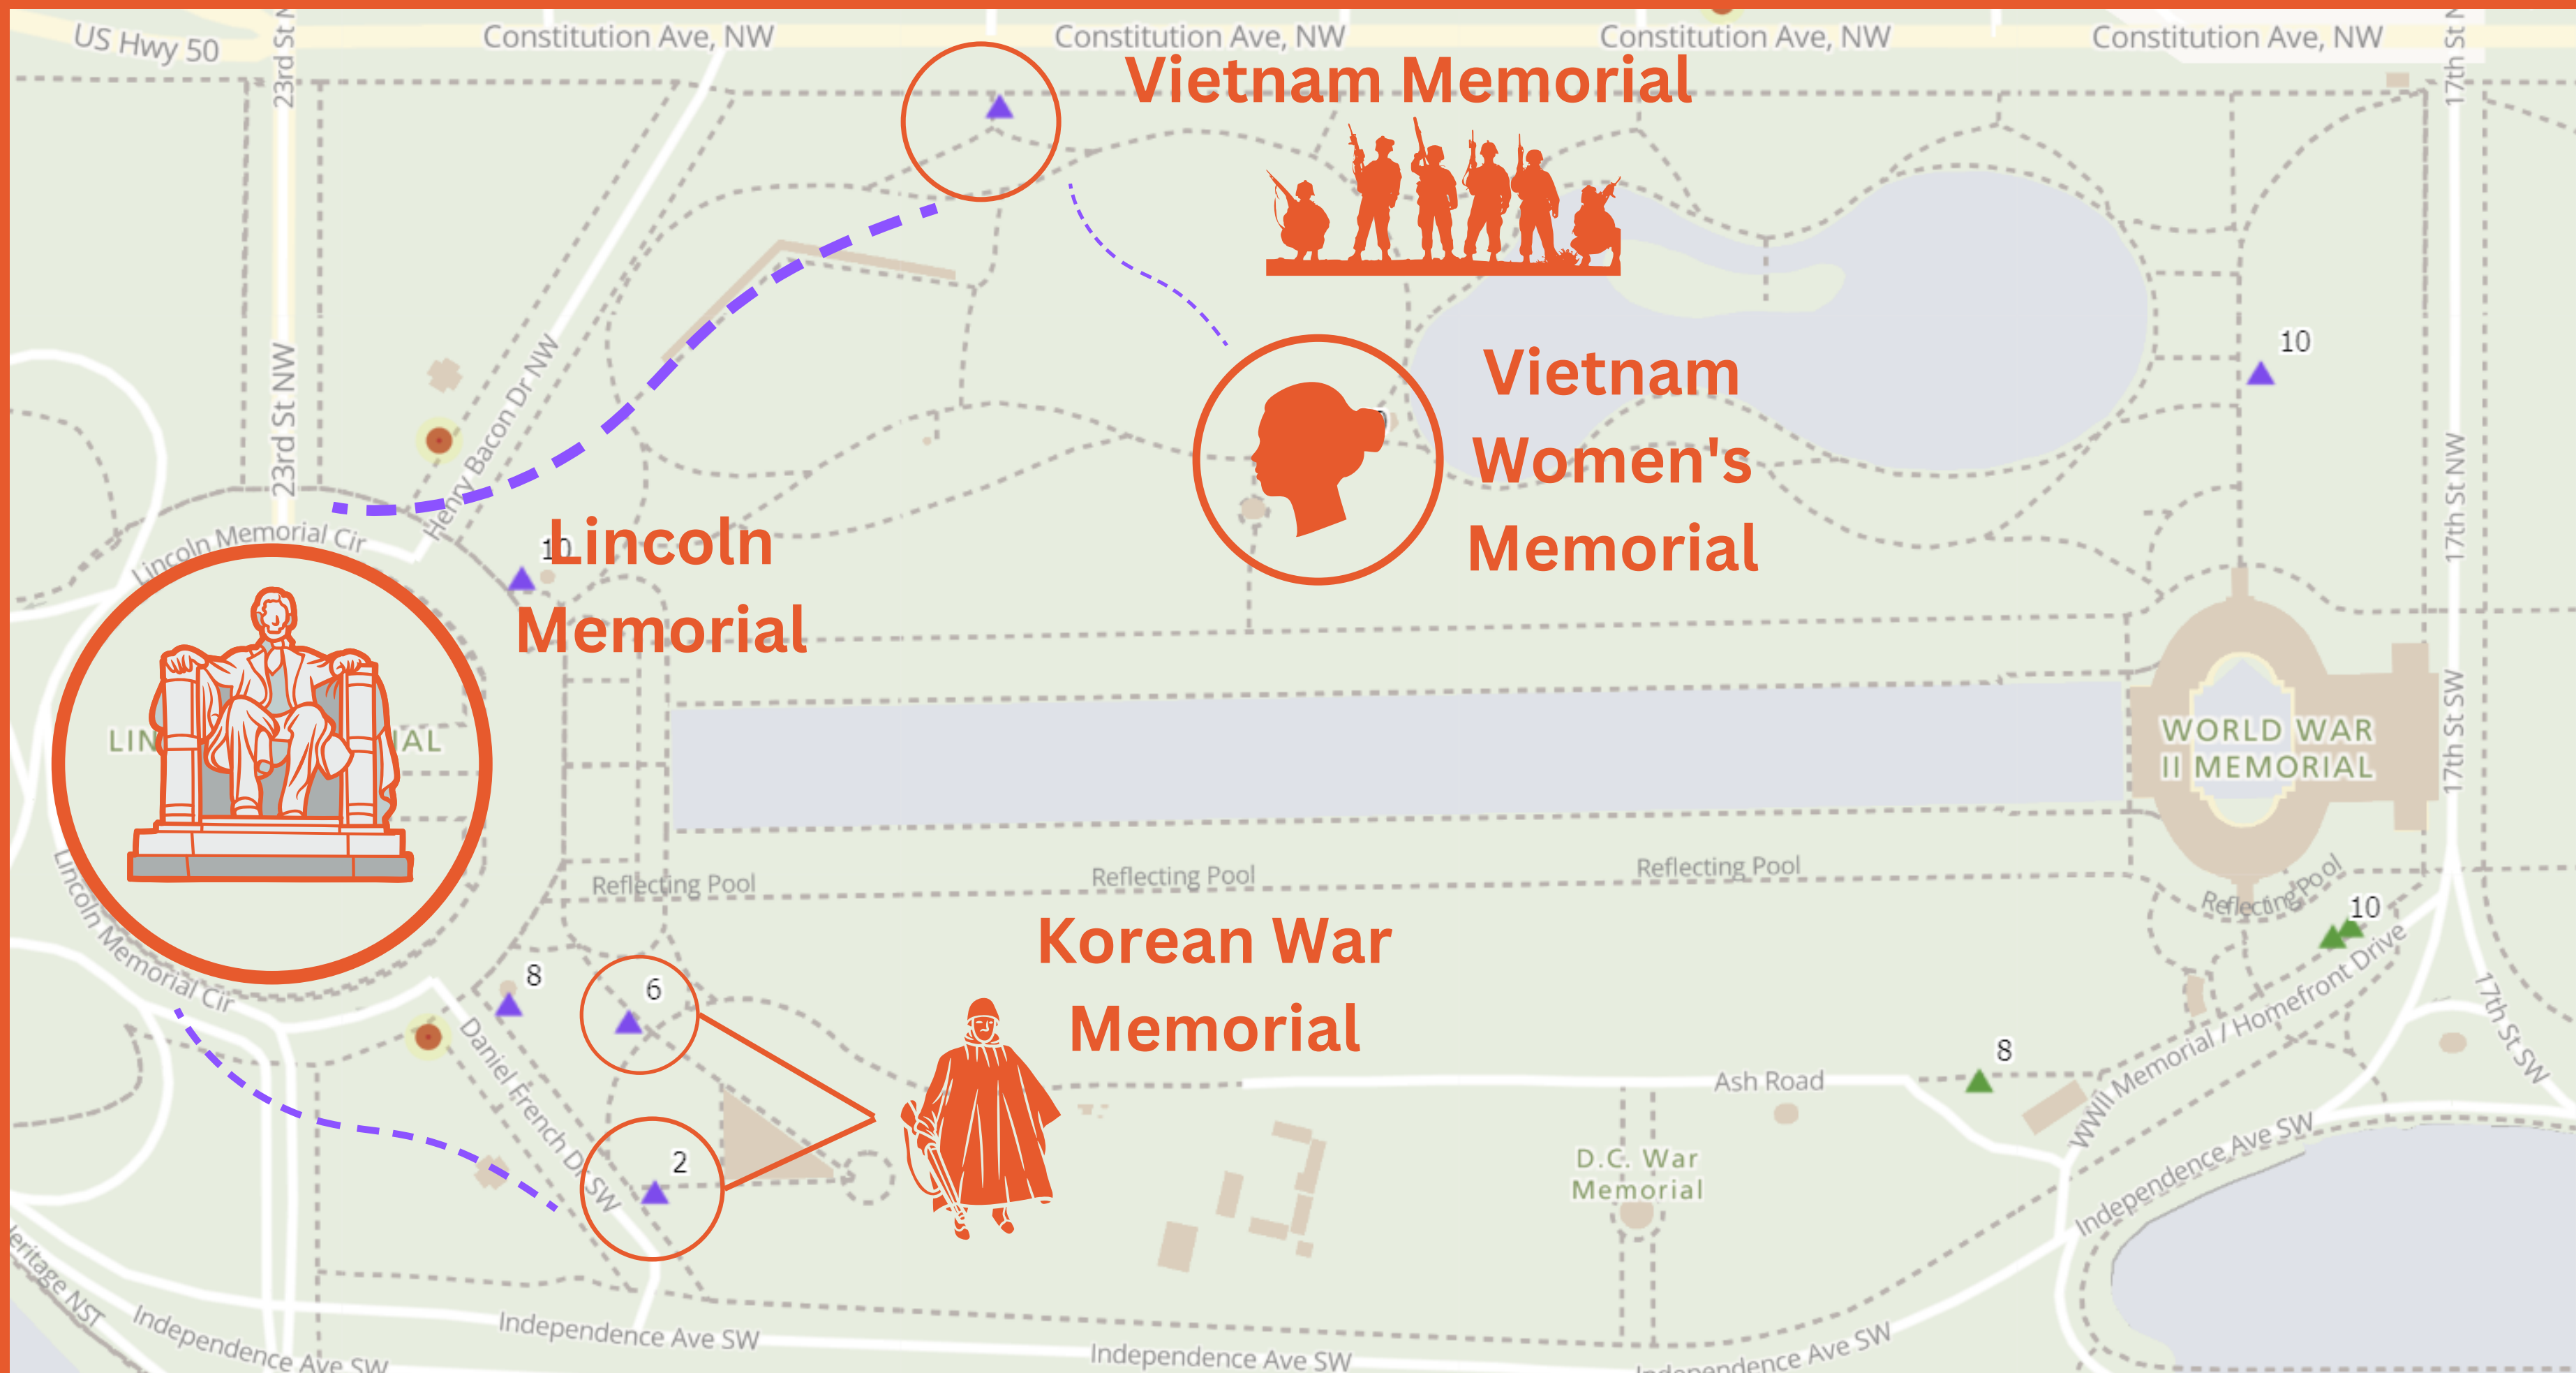 US Hwy 50
23rd St N
Constitution Ave, NW
Constitution Ave, NW
Constitution Ave, NW
Constitution Ave, NW
17th St N
Vietnam Memorial
23rd St NW
Henry Bacon Dr NW
10
Vietnam
Women's
Memorial
17th St NW
Lincoln Memorial Cir
10
Lincoln
Memorial
LIN
IAL
WORLD WAR
II MEMORIAL
17th St SW
Reflecting Pool
Reflecting Pool
Reflecting Pool
Reflecting Pool
10
Lincoln Memorial Cir
8
6
Korean War
Memorial
Daniel French Dr SW
2
Ash Road
8
WWII Memorial / Homefront Drive
17th St SW
D.C. War
Memorial
Independence Ave SW
eritage NST
Independence Ave SW
Independence Ave SW
Independence Ave SW
Independence Ave SW